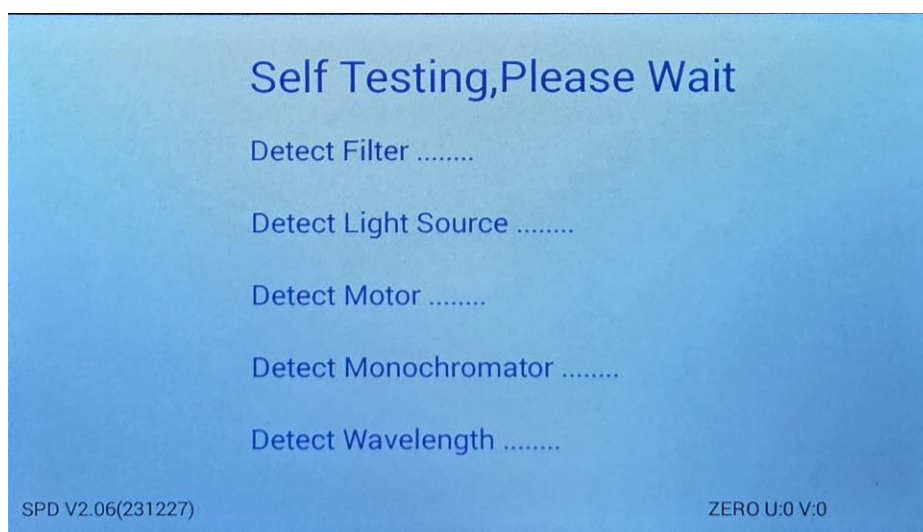 Self Testing,Please Wait
Detect Filter ........
Detect Light Source ........
Detect Motor ........
Detect Monochromator ........
Detect Wavelength ........
SPD V2.06(231227)
ZERO U:0 V:0